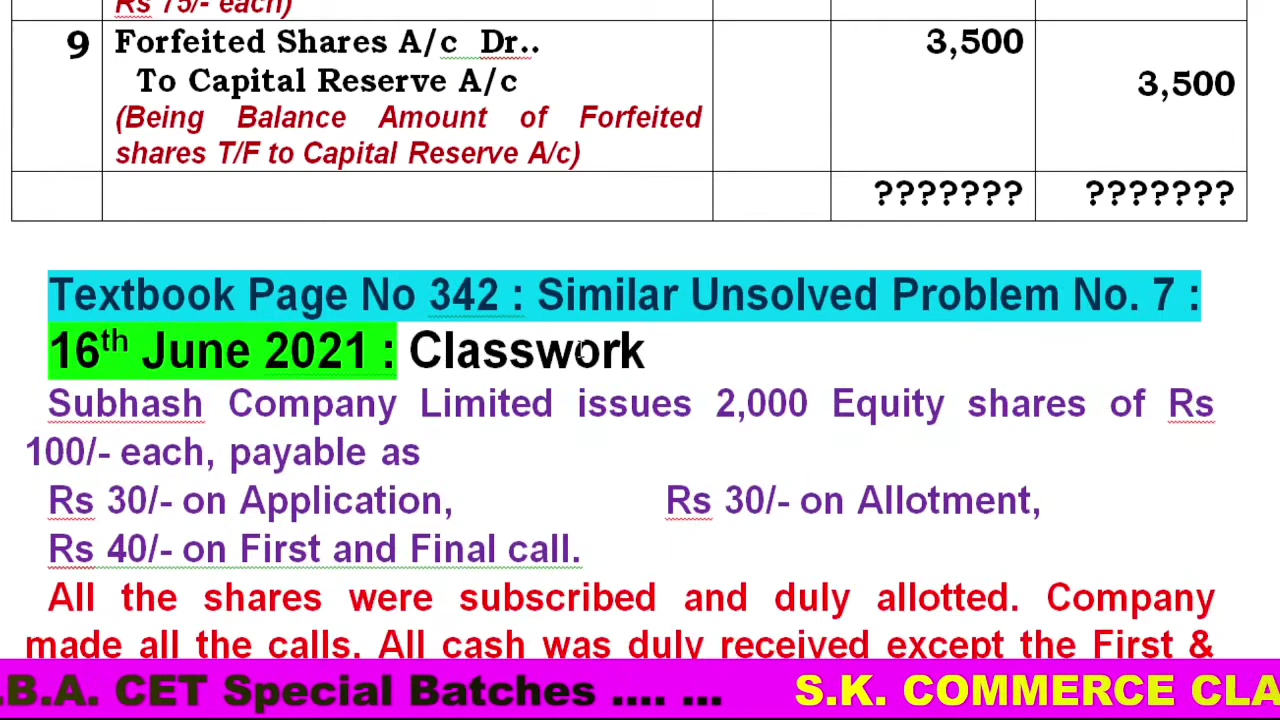 Rs 75/- each)
9 Forfeited Shares A/c Dr.. 3,500
To Capital Reserve A/c 3,500
(Being Balance Amount of Forfeited
shares T/F to Capital Reserve A/c)
??????? ???????
Textbook Page No 342 : Similar Unsolved Problem No. 7 :
16th June 2021 : Classwork
Subhash Company Limited issues 2,000 Equity shares of Rs
100/- each, payable as
Rs 30/- on Application, Rs 30/- on Allotment,
Rs 40/- on First and Final call.
All the shares were subscribed and duly allotted. Company
made all the calls. All cash was duly received except the First &
.B.A. CET Special Batches .... ... S.K. COMMERCE CLA